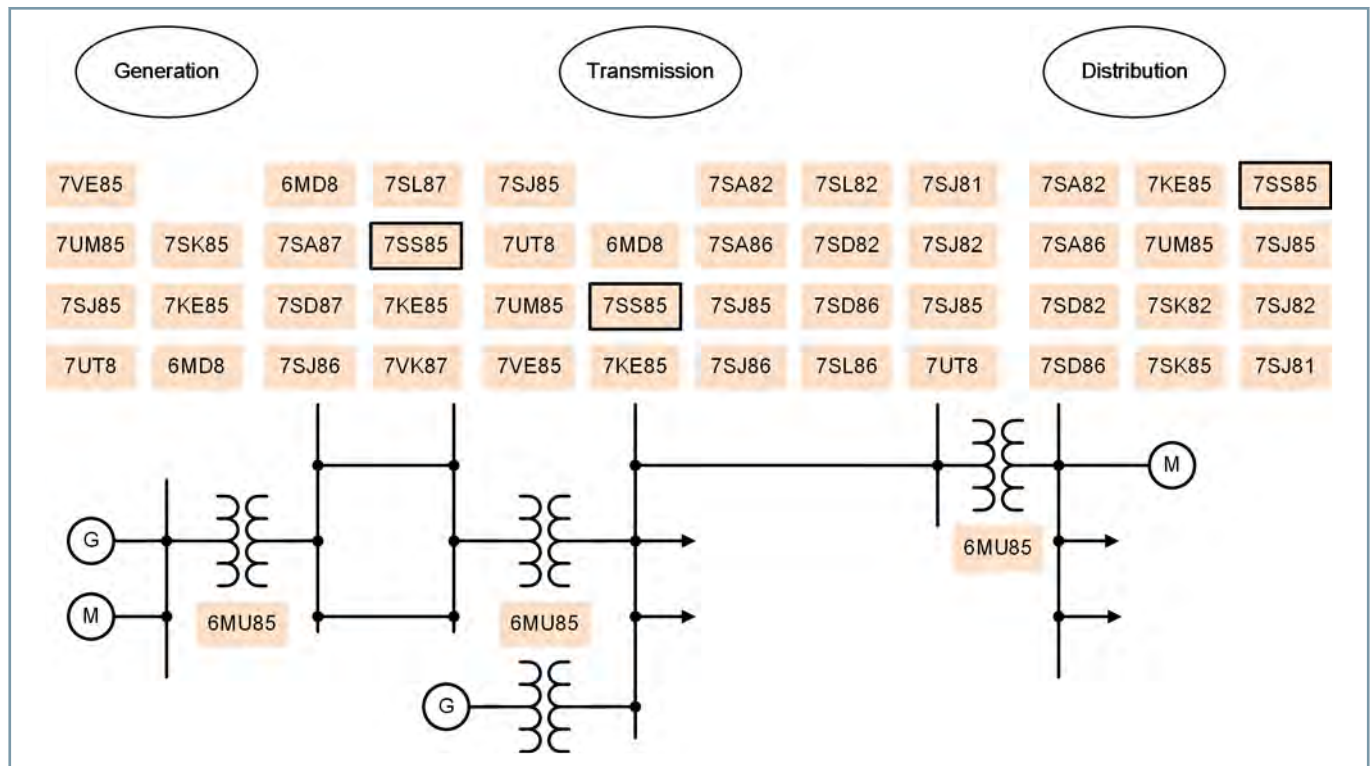 Generation Transmission Distribution
7VE85 6MD8 7SL87 7SJ85 7SA82 7SL82 7SJ81 7SA82 7KE85 7SS85
7UM85 7SK85 7SA87 7SS85 7UT8 6MD8 7SA86 7SD82 7SJ82 7SA86 7UM85 7SJ85
7SJ85 7KE85 7SD87 7KE85 7UM85 7SS85 7SJ85 7SD86 7SJ85 7SD82 7SK82 7SJ82
7UT8 6MD8 7SJ86 7VK87 7VE85 7KE85 7SJ86 7SL86 7UT8 7SD86 7SK85 7SJ81
M
G 6MU85
M 6MU85 6MU85
G